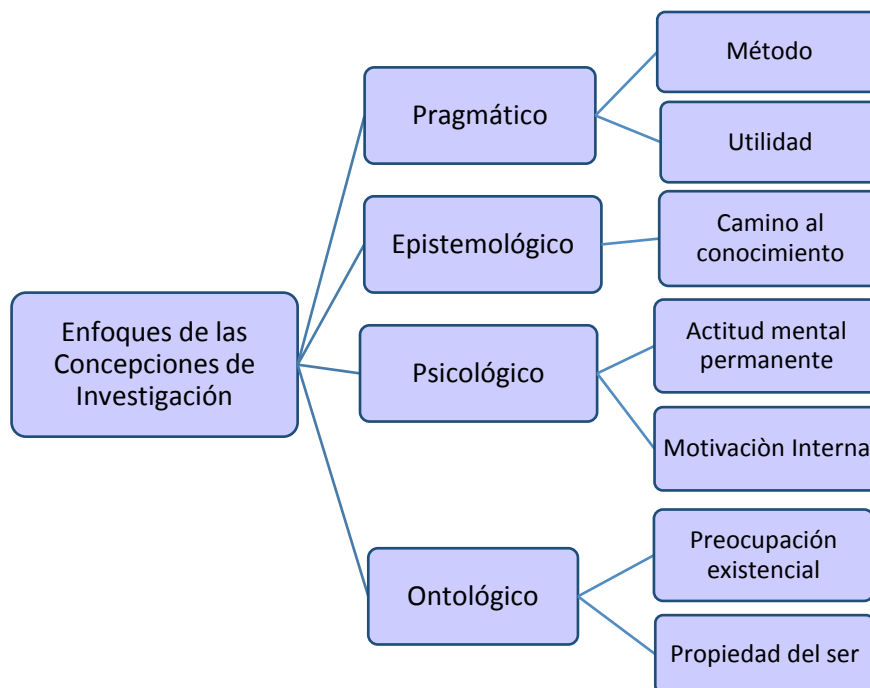 Enfoques de las
Concepciones de
Investigación
Pragmático
Método
Utilidad
Epistemológico
Camino al
conocimiento
Psicológico
Actitud mental
permanente
Motivaciòn Interna
Ontológico
Preocupación
existencial
Propiedad del ser